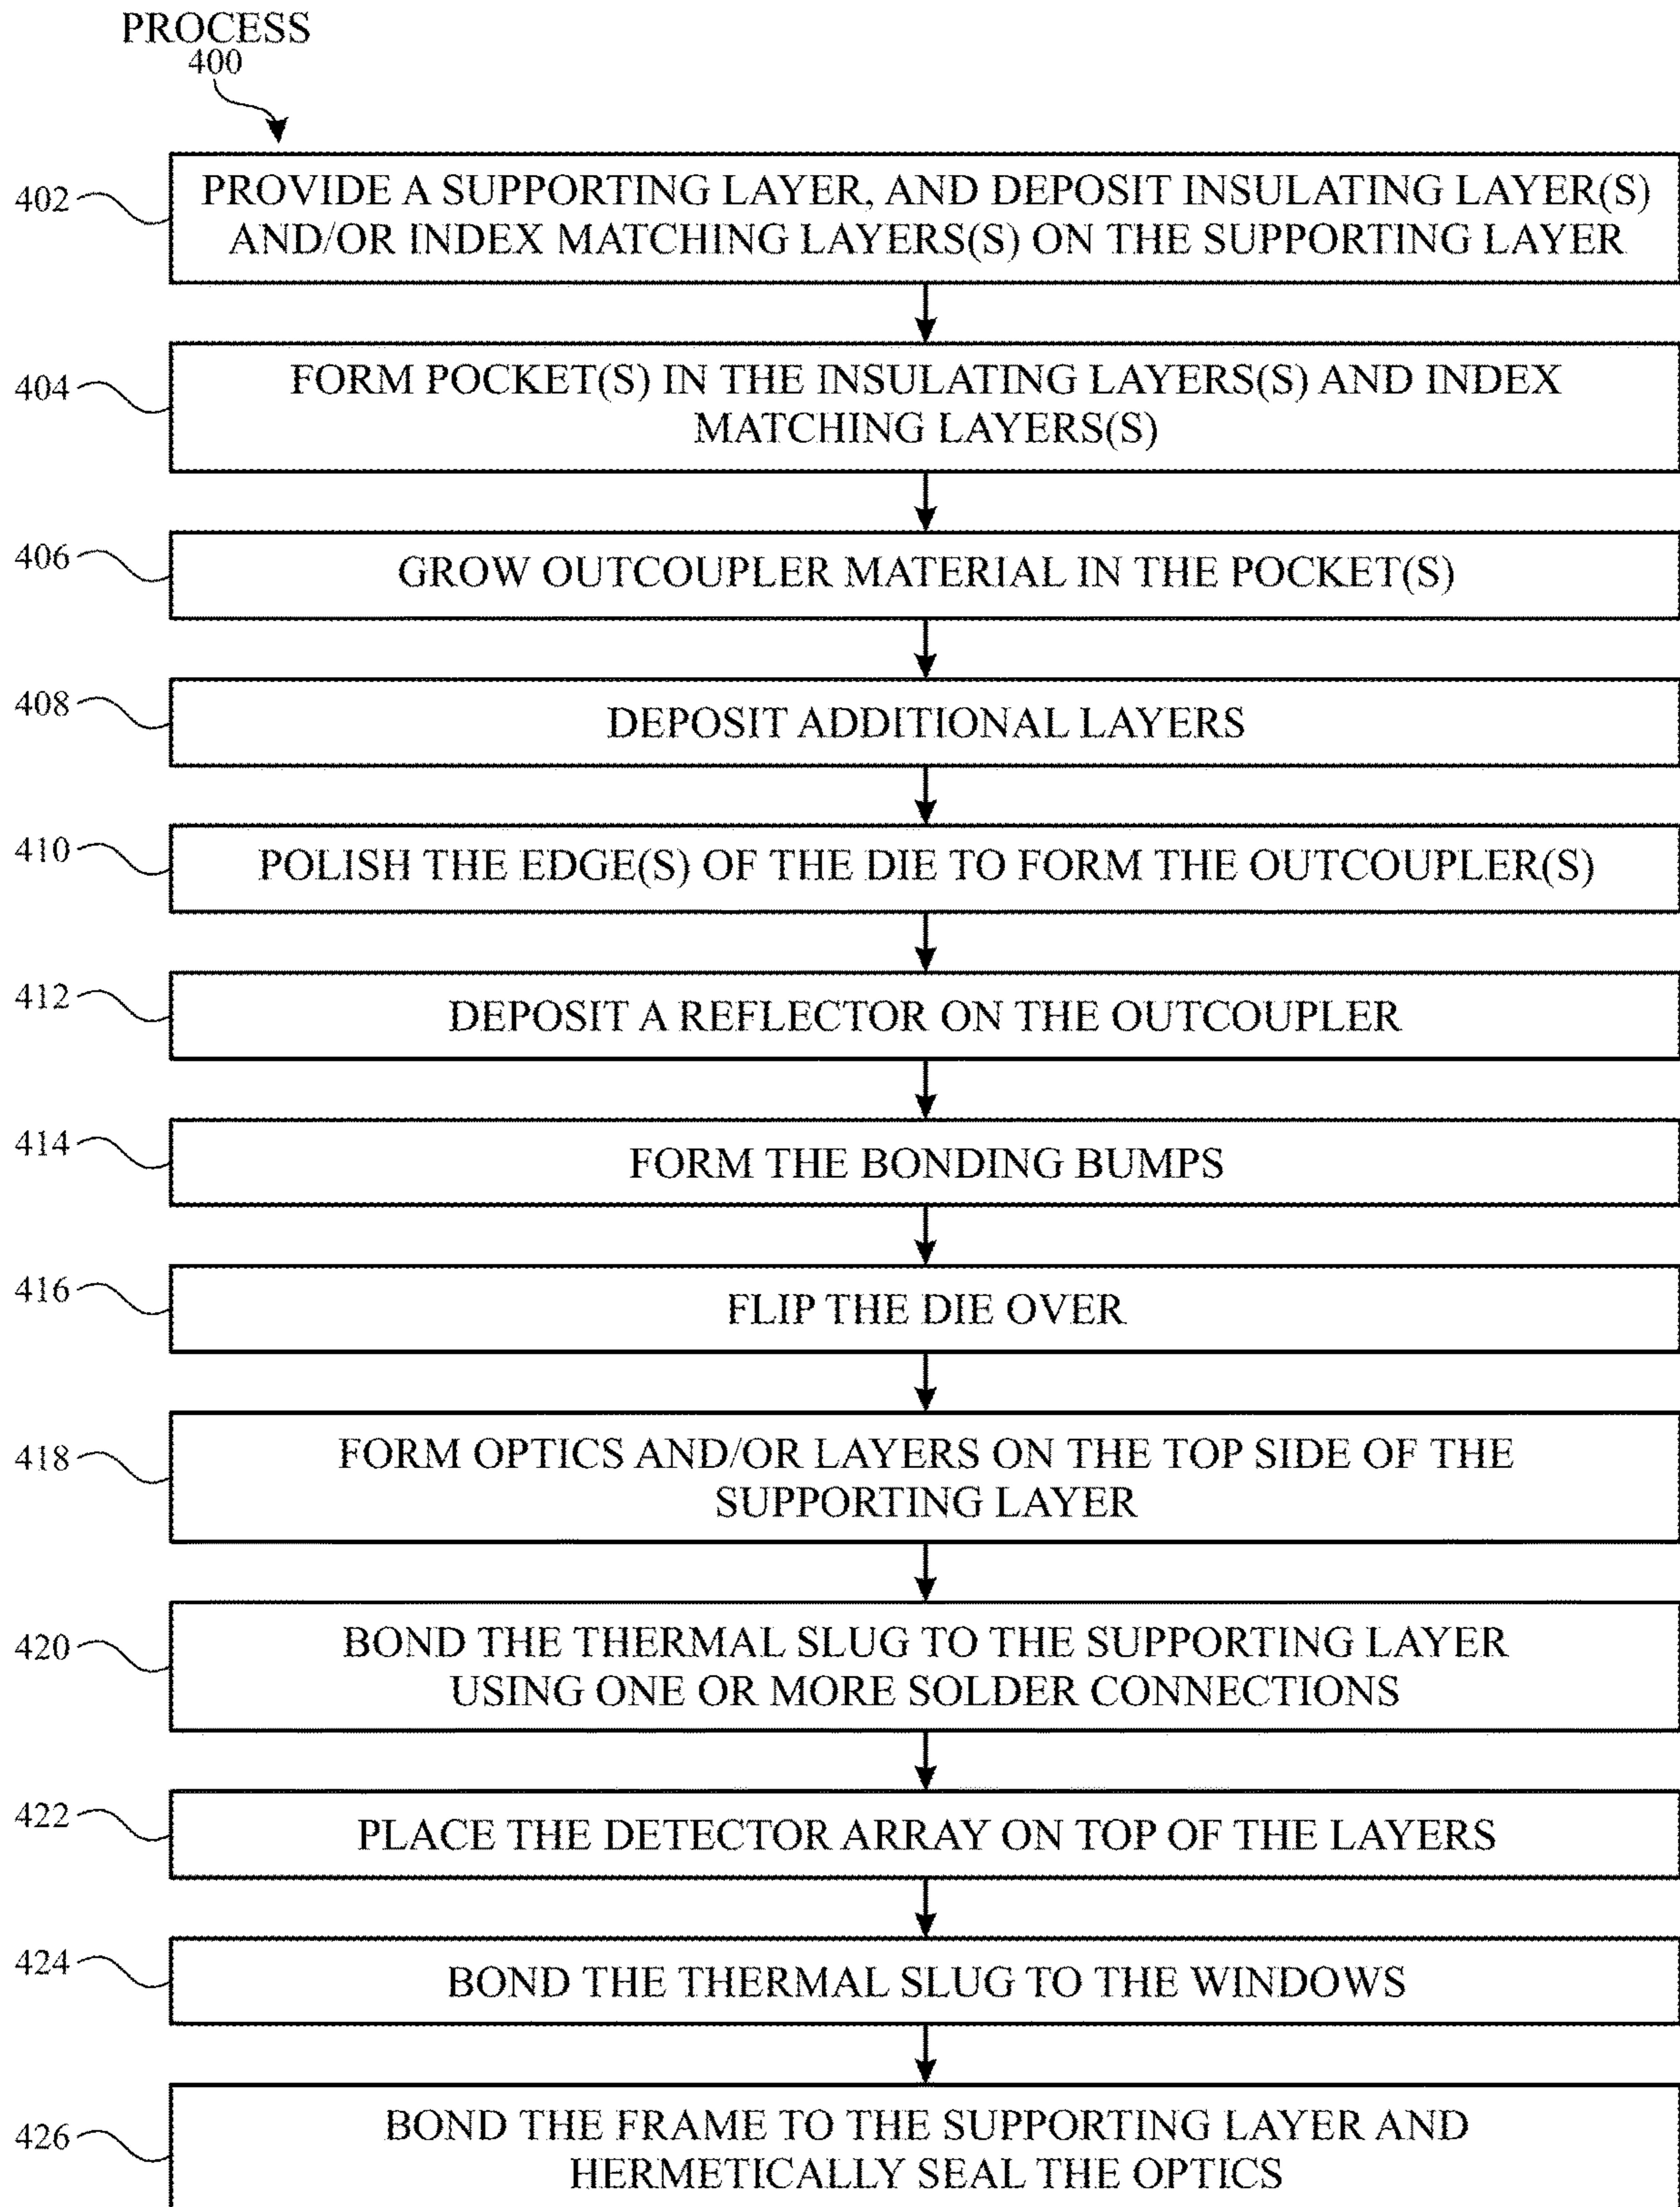 PROCESS
400
402
PROVIDE A SUPPORTING LAYER, AND DEPOSIT INSULATING LAYER(S)
AND/OR INDEX MATCHING LAYERS(S) ON THE SUPPORTING LAYER
404
FORM POCKET(S) IN THE INSULATING LAYERS(S) AND INDEX
MATCHING LAYERS(S)
406
GROW OUTCOUPLER MATERIAL IN THE POCKET(S)
408
DEPOSIT ADDITIONAL LAYERS
410
POLISH THE EDGE(S) OF THE DIE TO FORM THE OUTCOUPLER(S)
412
DEPOSIT A REFLECTOR ON THE OUTCOUPLER
414
FORM THE BONDING BUMPS
416
FLIP THE DIE OVER
418
FORM OPTICS AND/OR LAYERS ON THE TOP SIDE OF THE
SUPPORTING LAYER
420
BOND THE THERMAL SLUG TO THE SUPPORTING LAYER
USING ONE OR MORE SOLDER CONNECTIONS
422
PLACE THE DETECTOR ARRAY ON TOP OF THE LAYERS
424
BOND THE THERMAL SLUG TO THE WINDOWS
426
BOND THE FRAME TO THE SUPPORTING LAYER AND
HERMETICALLY SEAL THE OPTICS